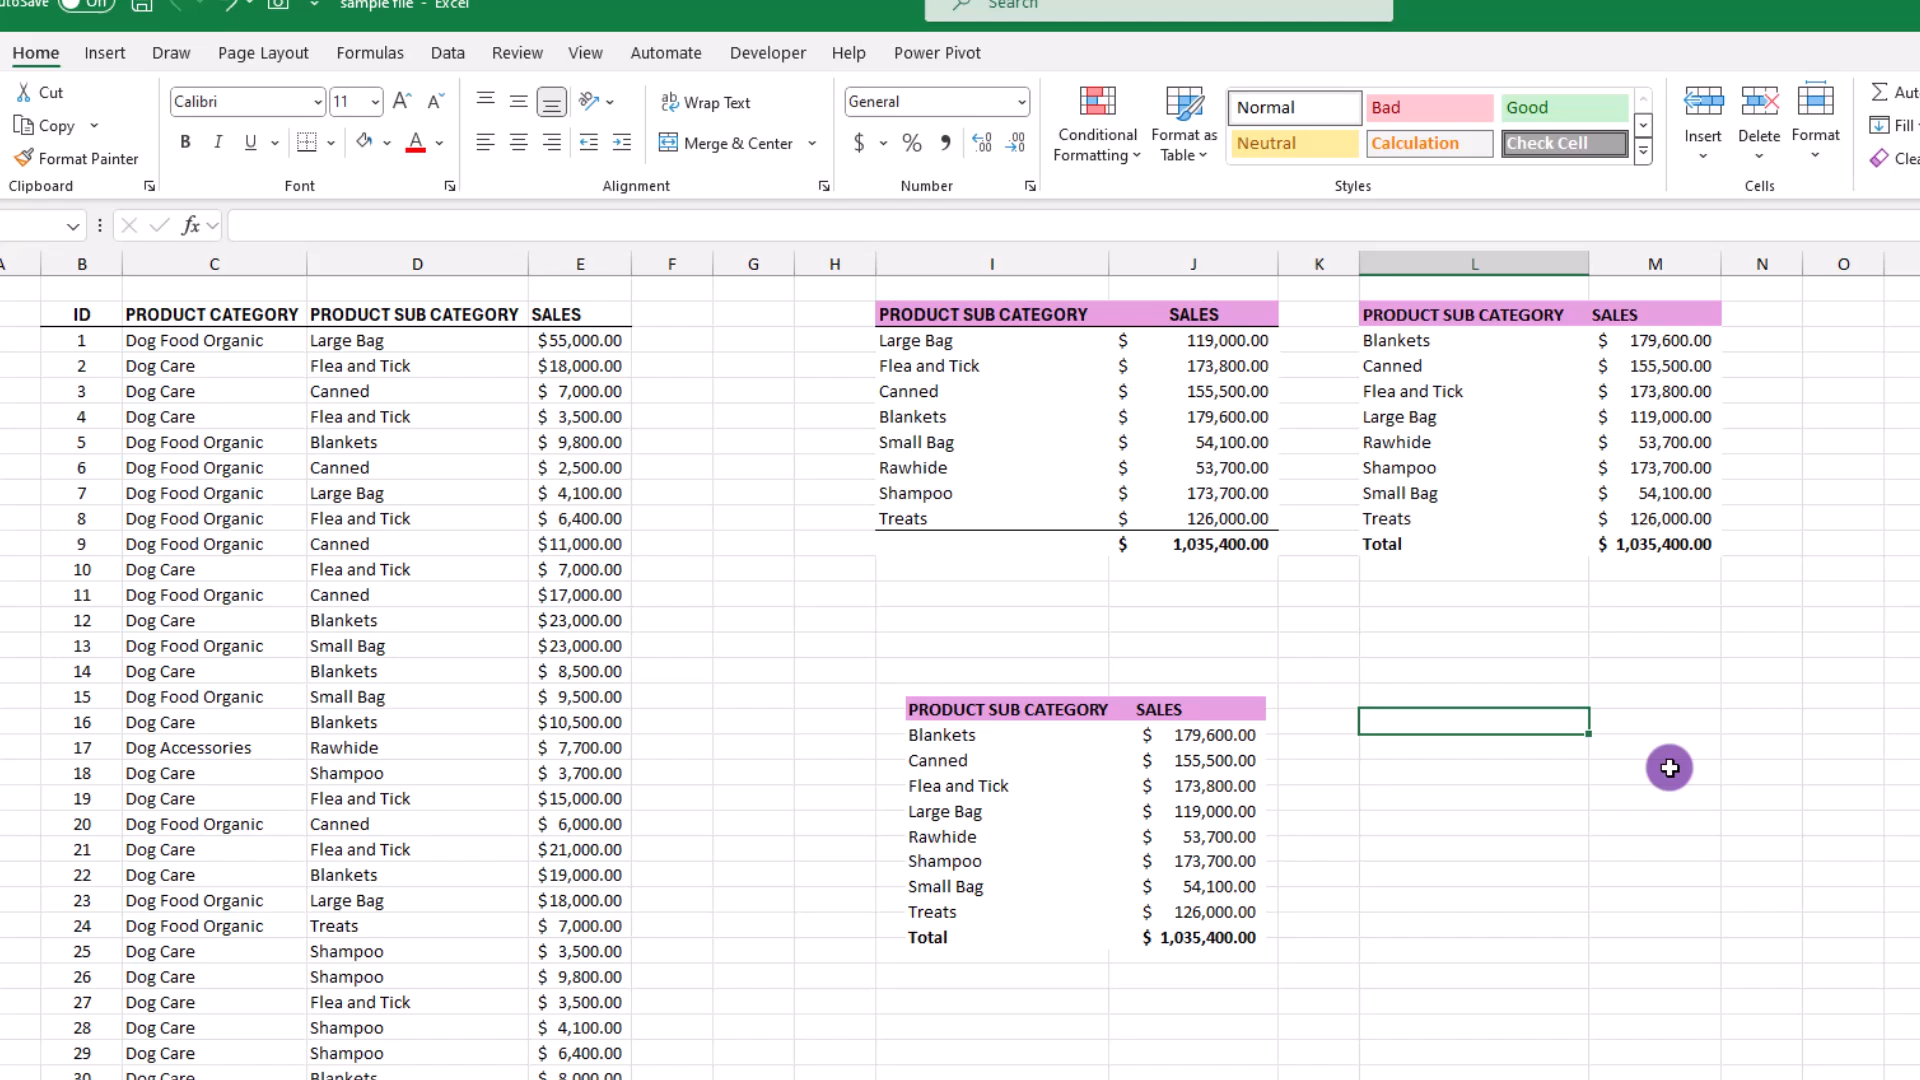 AutoSave Off sample file - Excel Search
Home Insert Draw Page Layout Formulas Data Review View Automate Developer Help Power Pivot
Cut
Copy
Format Painter
Clipboard
Calibri 11
B I U A
Font
Wrap Text
Merge & Center
Alignment
General
$ % 9 .00
Number
Conditional Formatting
Format as Table
Normal Bad Good
Neutral Calculation Check Cell
Styles
Insert Delete Format
Cells
Fill
fx
A B C D E F G H I J K L M N O
ID PRODUCT CATEGORY PRODUCT SUB CATEGORY SALES
1 Dog Food Organic Large Bag $55,000.00
2 Dog Care Flea and Tick $18,000.00
3 Dog Care Canned $ 7,000.00
4 Dog Care Flea and Tick $ 3,500.00
5 Dog Food Organic Blankets $ 9,800.00
6 Dog Food Organic Canned $ 2,500.00
7 Dog Food Organic Large Bag $ 4,100.00
8 Dog Food Organic Flea and Tick $ 6,400.00
9 Dog Food Organic Canned $11,000.00
10 Dog Care Flea and Tick $ 7,000.00
11 Dog Food Organic Canned $17,000.00
12 Dog Care Blankets $23,000.00
13 Dog Food Organic Small Bag $23,000.00
14 Dog Care Blankets $ 8,500.00
15 Dog Food Organic Small Bag $ 9,500.00
16 Dog Care Blankets $10,500.00
17 Dog Accessories Rawhide $ 7,700.00
18 Dog Care Shampoo $ 3,700.00
19 Dog Care Flea and Tick $15,000.00
20 Dog Food Organic Canned $ 6,000.00
21 Dog Care Flea and Tick $21,000.00
22 Dog Care Blankets $19,000.00
23 Dog Food Organic Large Bag $18,000.00
24 Dog Food Organic Treats $ 7,000.00
25 Dog Care Shampoo $ 3,500.00
26 Dog Care Shampoo $ 9,800.00
27 Dog Care Flea and Tick $ 3,500.00
28 Dog Care Shampoo $ 4,100.00
29 Dog Care Shampoo $ 6,400.00
30 Dog Care Blankets $ 8,000.00
PRODUCT SUB CATEGORY SALES
Large Bag $ 119,000.00
Flea and Tick $ 173,800.00
Canned $ 155,500.00
Blankets $ 179,600.00
Small Bag $ 54,100.00
Rawhide $ 53,700.00
Shampoo $ 173,700.00
Treats $ 126,000.00
$ 1,035,400.00
PRODUCT SUB CATEGORY SALES
Blankets $ 179,600.00
Canned $ 155,500.00
Flea and Tick $ 173,800.00
Large Bag $ 119,000.00
Rawhide $ 53,700.00
Shampoo $ 173,700.00
Small Bag $ 54,100.00
Treats $ 126,000.00
Total $ 1,035,400.00
PRODUCT SUB CATEGORY SALES
Blankets $ 179,600.00
Canned $ 155,500.00
Flea and Tick $ 173,800.00
Large Bag $ 119,000.00
Rawhide $ 53,700.00
Shampoo $ 173,700.00
Small Bag $ 54,100.00
Treats $ 126,000.00
Total $ 1,035,400.00